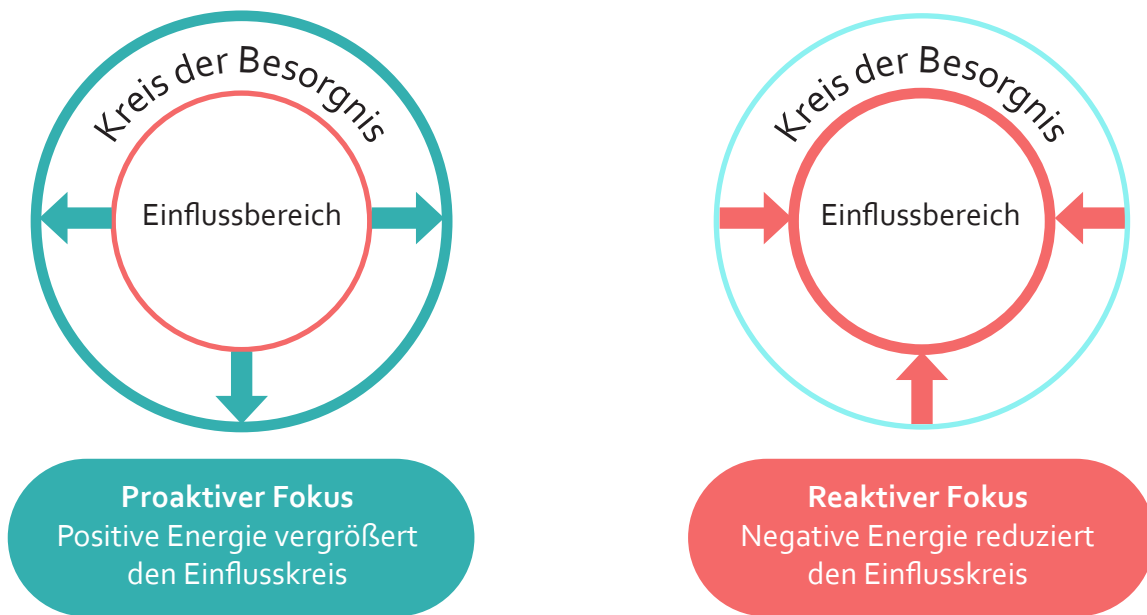 Kreis der Besorgnis
Einflussbereich
Proaktiver Fokus
Positive Energie vergrößert
den Einflusskreis
Kreis der Besorgnis
Einflussbereich
Reaktiver Fokus
Negative Energie reduziert
den Einflusskreis